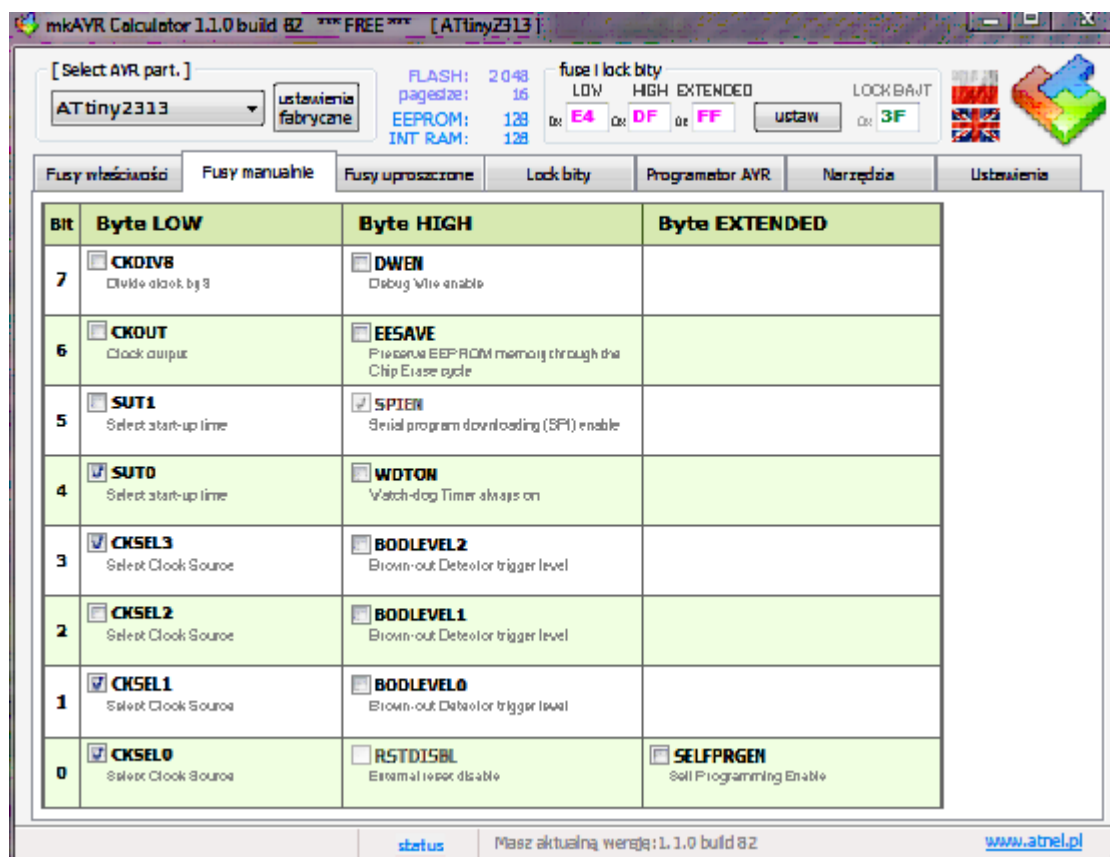 mkAVR Calculator 1.1.0 build 82 *** FREE *** [ ATtiny2313 ]
[ Select AVR part. ]
ATtiny2313
ustawienia
fabryczne
FLASH: 2 048
pagesize: 16
EEPROM: 128
INT RAM: 128
fuse i lock bity
LOW HIGH EXTENDED LOCK BAJT
0x E4 0x DF 0x FF ustaw 0x 3F
Fusy właściwości Fusy manualnie Fusy uproszczone Lock bity Programator AVR Narzędzia Ustawienia
Bit Byte LOW Byte HIGH Byte EXTENDED
7 CKDIV8 DWEN
Divide clock by 8 Debug Wire enable
6 CKOUT EESAVE
Clock output Preserve EEPROM memory through the
Chip Erase cycle
5 SUT1 SPIEN
Select start-up time Serial program downloading (SPI) enable
4 SUT0 WDTON
Select start-up time Watch-dog Timer always on
3 CKSEL3 BODLEVEL2
Select Clock Source Brown-out Detector trigger level
2 CKSEL2 BODLEVEL1
Select Clock Source Brown-out Detector trigger level
1 CKSEL1 BODLEVEL0
Select Clock Source Brown-out Detector trigger level
0 CKSEL0 RSTDISBL SELFPRGEN
Select Clock Source External reset disable Self Programming Enable
status Masz aktualną wersję: 1.1.0 build 82 www.atnel.pl